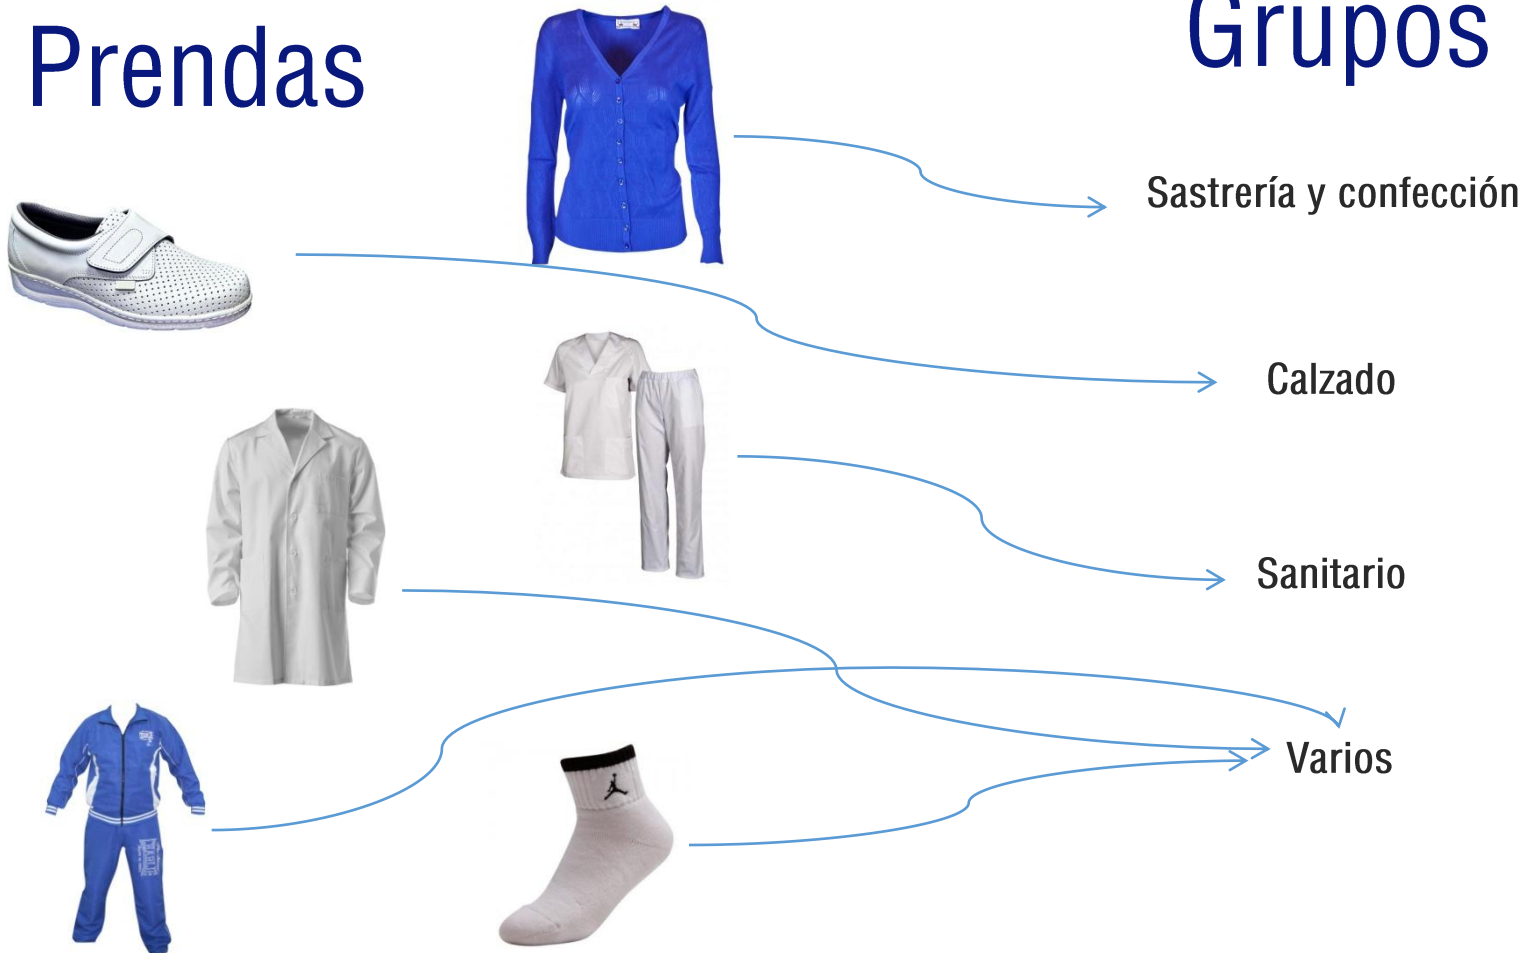 Prendas
Grupos
Sastrería y confección
Calzado
Sanitario
Varios